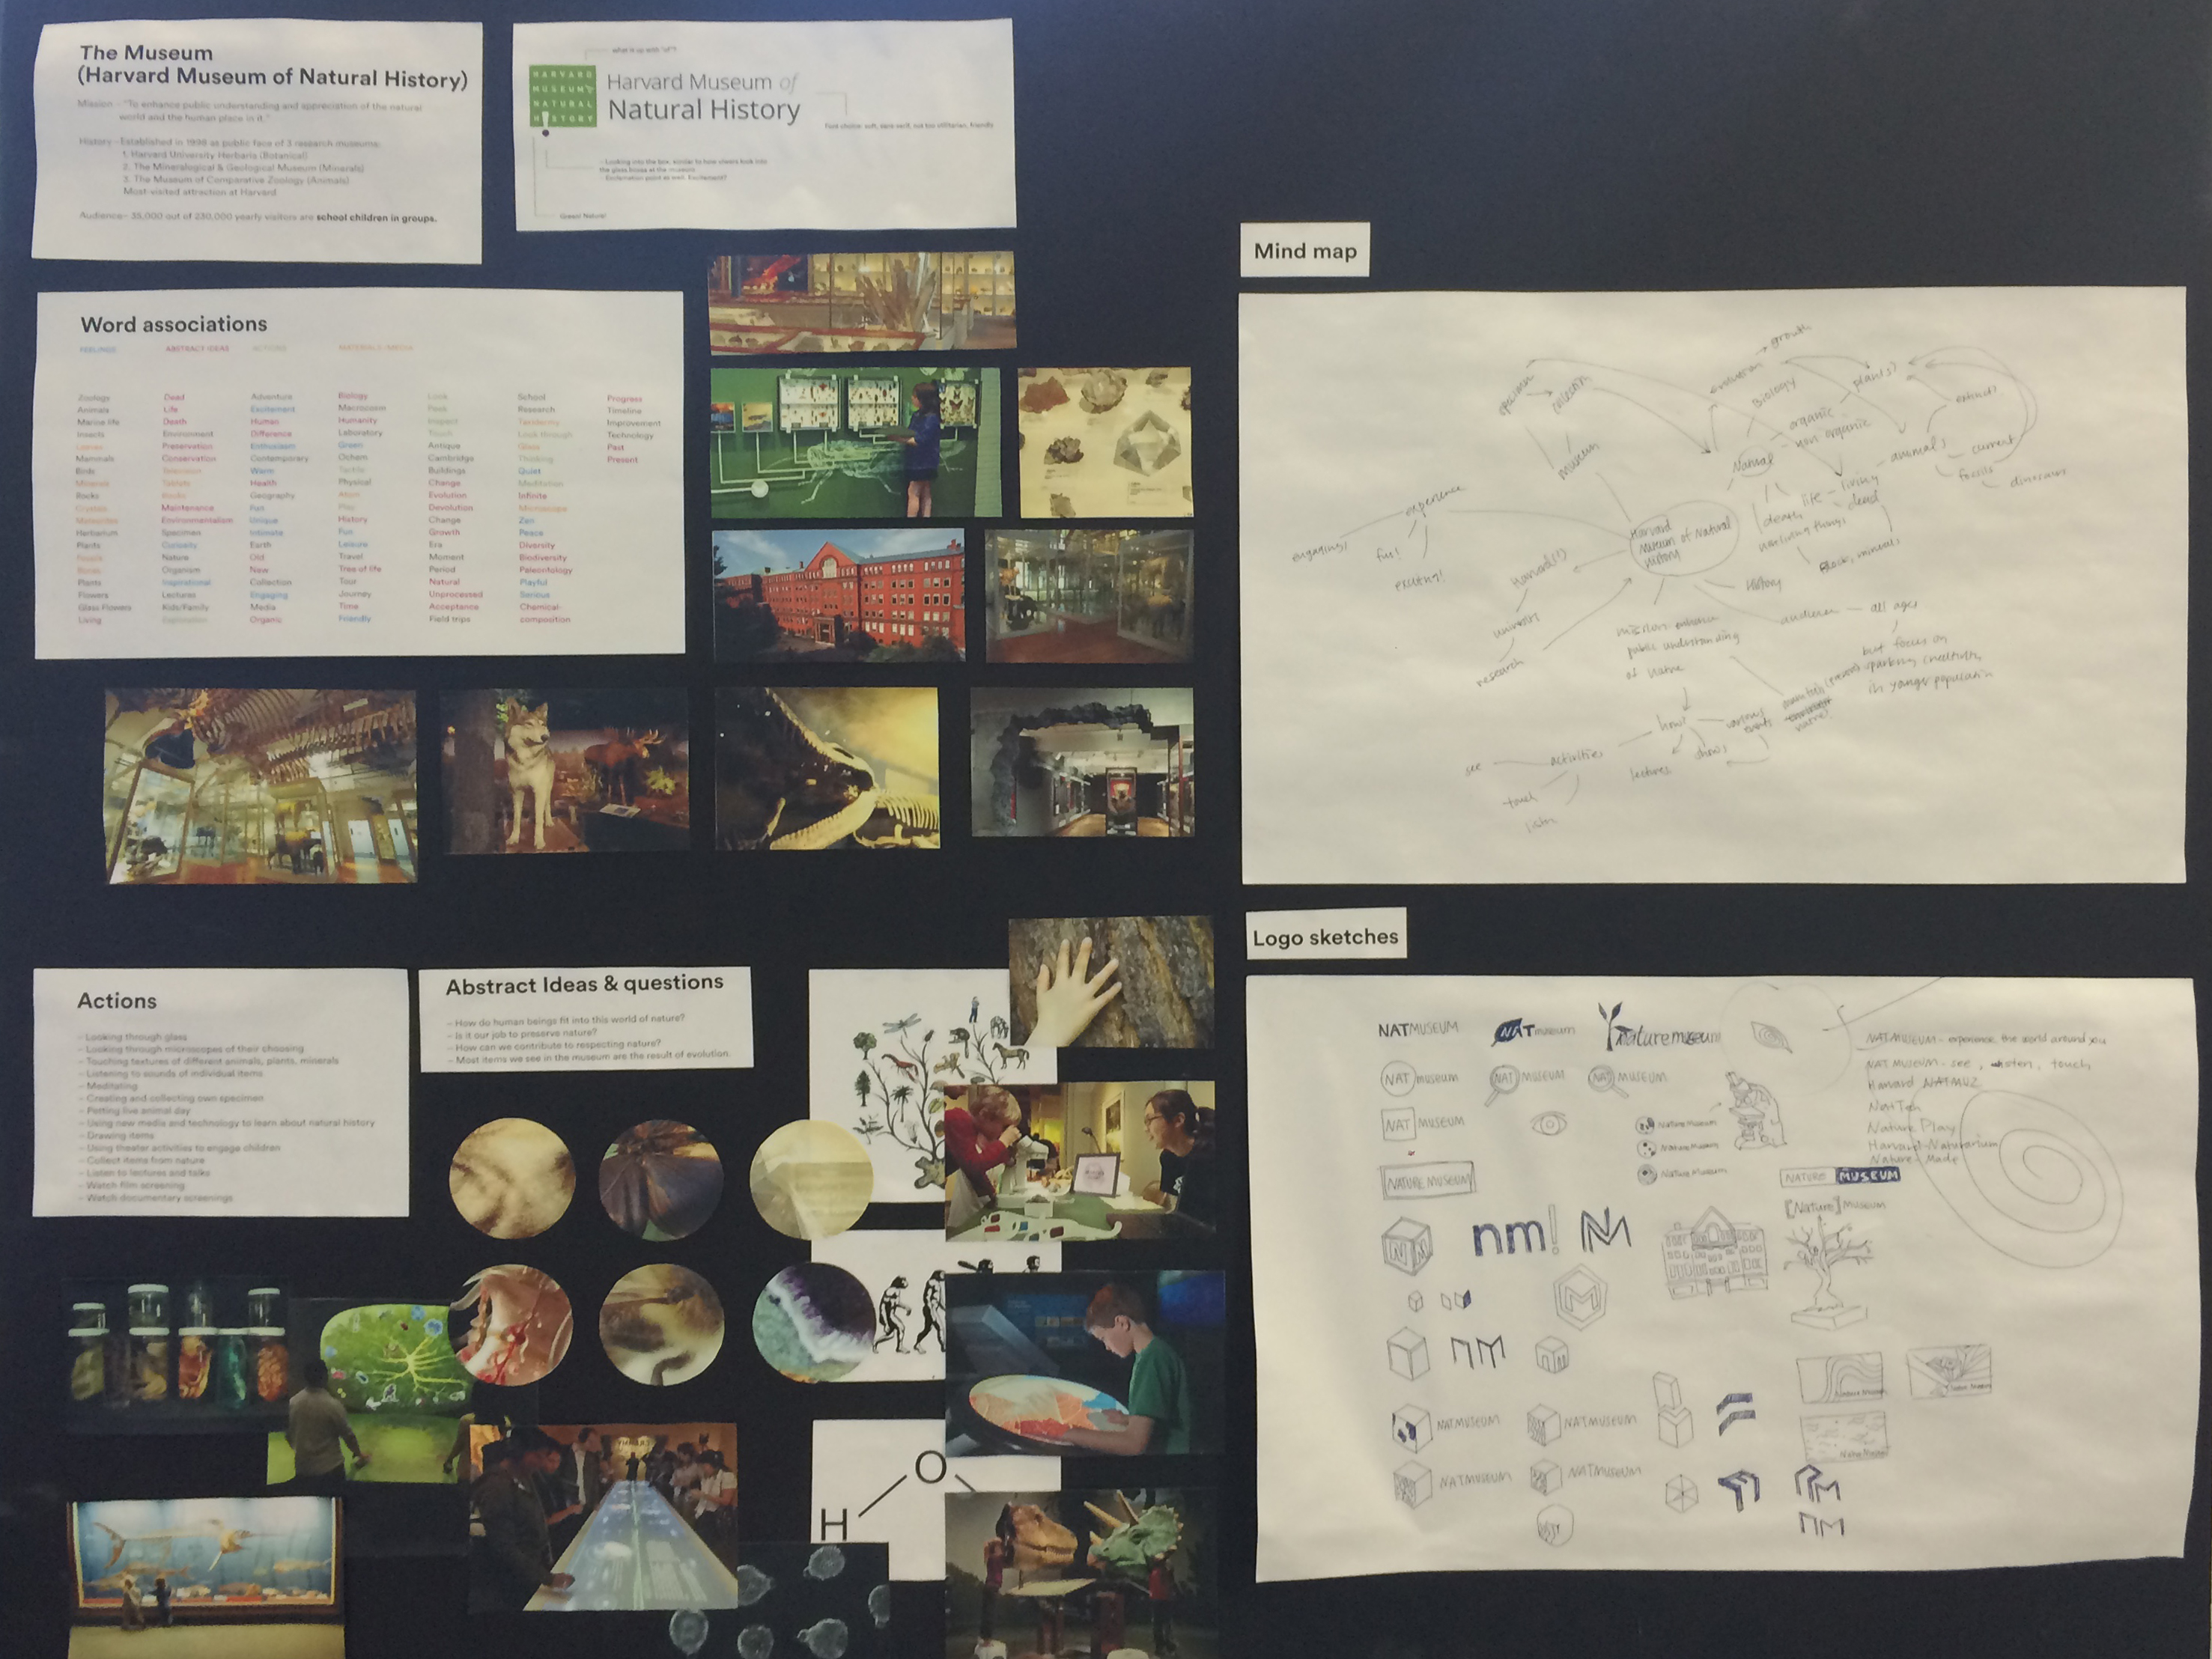 The Museum
(Harvard Museum of Natural History)
Mission – "To enhance public understanding and appreciation of the natural
world and the human place in it."
History – Established in 1998 as public face of 3 research museums:
1. Harvard University Herbaria (Botanical)
2. The Mineralogical & Geological Museum (Minerals)
3. The Museum of Comparative Zoology (Animals)
Most-visited attraction at Harvard
Audience – 35,000 out of 230,000 yearly visitors are school children in groups.
what is up with "of"?
HARVARD
MUSEUM OF
NATURAL
HISTORY
Harvard Museum of
Natural History
Font choice: soft, sans-serif, not too utilitarian, friendly
– Looking into the box, similar to how visitors look into
the glass boxes at the museum
– Exclamation point as well. Excitement?
Green! Nature!
Word associations
FEELINGS ABSTRACT IDEAS ACTIONS MATERIALS/MEDIA
Zoology Dead Adventure Biology Look School Progress
Animals Life Excitement Macrocosm Peek Research Timeline
Marine life Death Human Humanity Inspect Taxidermy Improvement
Insects Environment Difference Laboratory Touch Look through Technology
Leaves Preservation Enthusiasm Green Antique Glass Past
Mammals Conservation Contemporary Ocham Cambridge Thinking Present
Birds Television Warm Tactile Buildings Quiet
Minerals Tablets Health Physical Change Meditation
Rocks Audio Geography Atom Evolution Infinite
Crystals Maintenance Fun Play Devolution Microscope
Meteorites Environmentalism Unique History Change Zen
Herbarium Specimen Intimate Fun Growth Peace
Plants Curiosity Earth Leisure Era Diversity
Nature Old Travel Moment Biodiversity
Organism New Tree of life Period Paleontology
Plants Inspirational Collection Tour Natural Playful
Flowers Lectures Engaging Journey Unprocessed Serious
Glass Flowers Kids/Family Media Time Acceptance Chemical
Living Exploration Organic Friendly Field trips composition
Mind map
growth
evolution
specimen
collection
Biology
plants
extinct
organic
non organic
museum
Natural
animals
current
fossils
dinosaurs
life
living
dead
death
nonliving things
Rocks, minerals
experience
engaging!
fun!
exciting!
Harvard
Museum of Natural
History
Harvard(!)
History
university
research
audience
all ages
mission: enhance
public understanding
of nature
but focus on
in younger population
how?
various
events
shows
lectures
activities
see
touch
listen
Actions
– Looking through glass
– Looking through microscopes of their choosing
– Touching textures of different animals, plants, minerals
– Listening to sounds of individual items
– Meditating
– Creating and collecting own specimen
– Petting live animal day
– Using new media and technology to learn about natural history
– Drawing items
– Using theater activities to engage children
– Collect items from nature
– Listen to lectures and talks
– Watch film screening
– Watch documentary screenings
Abstract Ideas & questions
– How do human beings fit into this world of nature?
– Is it our job to preserve nature?
– How can we contribute to respecting nature?
– Most items we see in the museum are the result of evolution
H O
Logo sketches
NATMUSEUM
NATmuseum
naturemuseum
NATMUSEUM – experience the world around you
NATMUSEUM – see, listen, touch
Harvard NATMUZ
NatTech
Nature Play
Harvard Naturarium
Nature-Made
NAT museum
NAT MUSEUM
NAT MUSEUM
NAT MUSEUM
Nature Museum
Nature Museum
Nature Museum
NATURE MUSEUM
NATURE MUSEUM
[Nature] Museum
NM
nm!
NM
M
NM
NATMUSEUM
NATMUSEUM
NATMUSEUM
NATMUSEUM
Nature Museum
NM